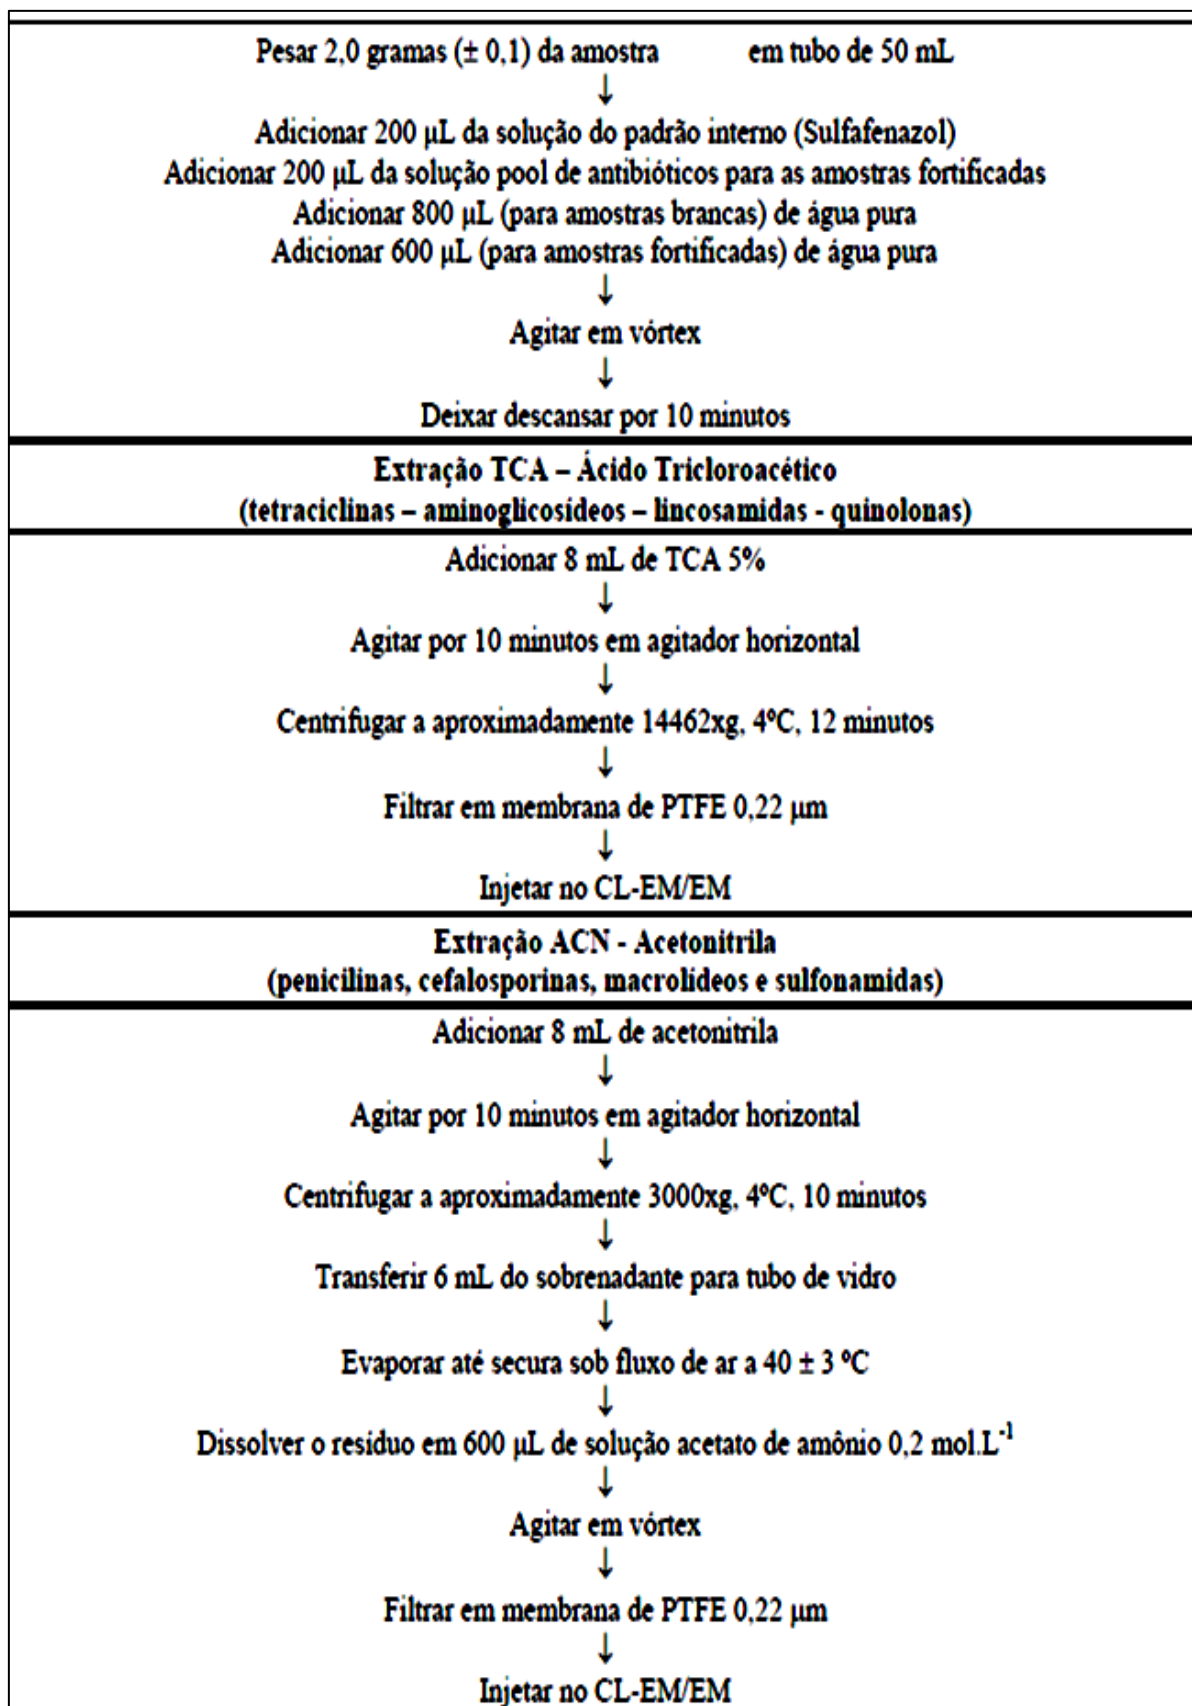 Pesar 2,0 gramas (± 0,1) da amostra em tubo de 50 mL
↓
Adicionar 200 µL da solução do padrão interno (Sulfafenazol)
Adicionar 200 µL da solução pool de antibióticos para as amostras fortificadas
Adicionar 800 µL (para amostras brancas) de água pura
Adicionar 600 µL (para amostras fortificadas) de água pura
↓
Agitar em vórtex
↓
Deixar descansar por 10 minutos
Extração TCA – Ácido Tricloroacético
(tetraciclinas – aminoglicosídeos – lincosamidas - quinolonas)
Adicionar 8 mL de TCA 5%
↓
Agitar por 10 minutos em agitador horizontal
↓
Centrifugar a aproximadamente 14462xg, 4ºC, 12 minutos
↓
Filtrar em membrana de PTFE 0,22 µm
↓
Injetar no CL-EM/EM
Extração ACN - Acetonitrila
(penicilinas, cefalosporinas, macrolídeos e sulfonamidas)
Adicionar 8 mL de acetonitrila
↓
Agitar por 10 minutos em agitador horizontal
↓
Centrifugar a aproximadamente 3000xg, 4ºC, 10 minutos
↓
Transferir 6 mL do sobrenadante para tubo de vidro
↓
Evaporar até secura sob fluxo de ar a 40 ± 3 ºC
↓
Dissolver o resíduo em 600 µL de solução acetato de amônio 0,2 mol.L⁻¹
↓
Agitar em vórtex
↓
Filtrar em membrana de PTFE 0,22 µm
↓
Injetar no CL-EM/EM